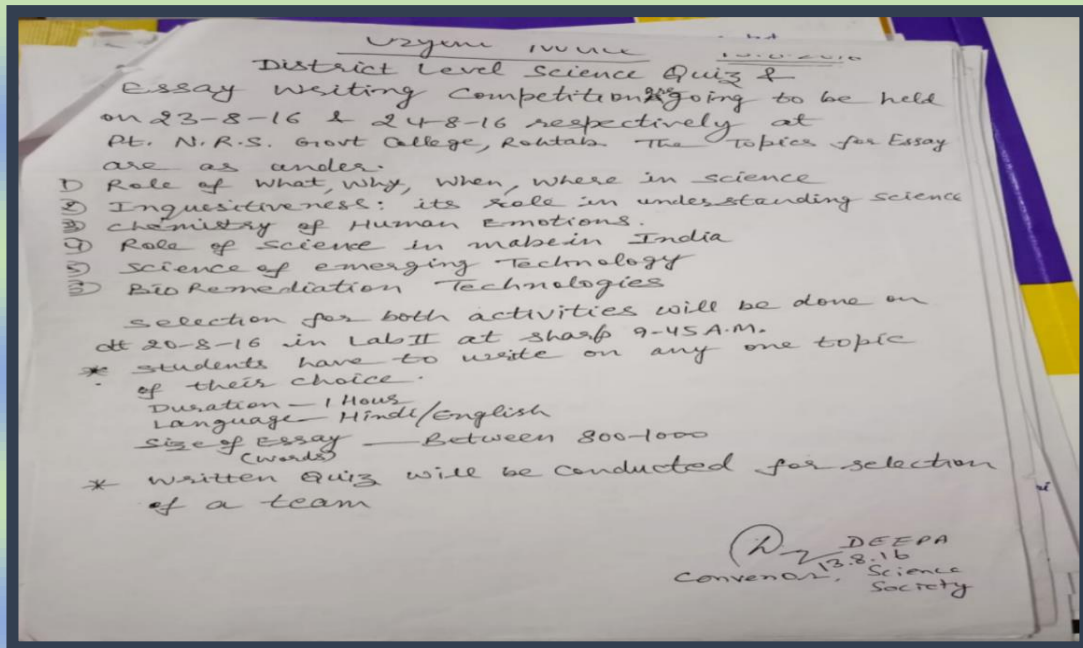 Urgent Notice
District Level Science Quiz &
Essay Writing Competition is going to be held
on 23-8-16 & 24-8-16 respectively at
Pt. N.R.S. Govt College, Rohtak The Topics for Essay
are as under.
1) Role of What, Why, When, Where in science
2) Inquesitiveness: its role in understanding science
3) Chemistry of Human Emotions.
4) Role of Science in makein India
5) Science of emerging Technology
Bio Remediation Technologies
Selection for both activities will be done on
dt 20-8-16 in Lab II at sharp 9-45 A.M.
* Students have to write on any one topic
of their choice.
Duration - 1 Hour
Language - Hindi/English
Size of Essay — Between 800-1000
(words)
* Written Quiz will be conducted for selection
of a team
DEEPA
13.8.16
Convenor, Science
Society